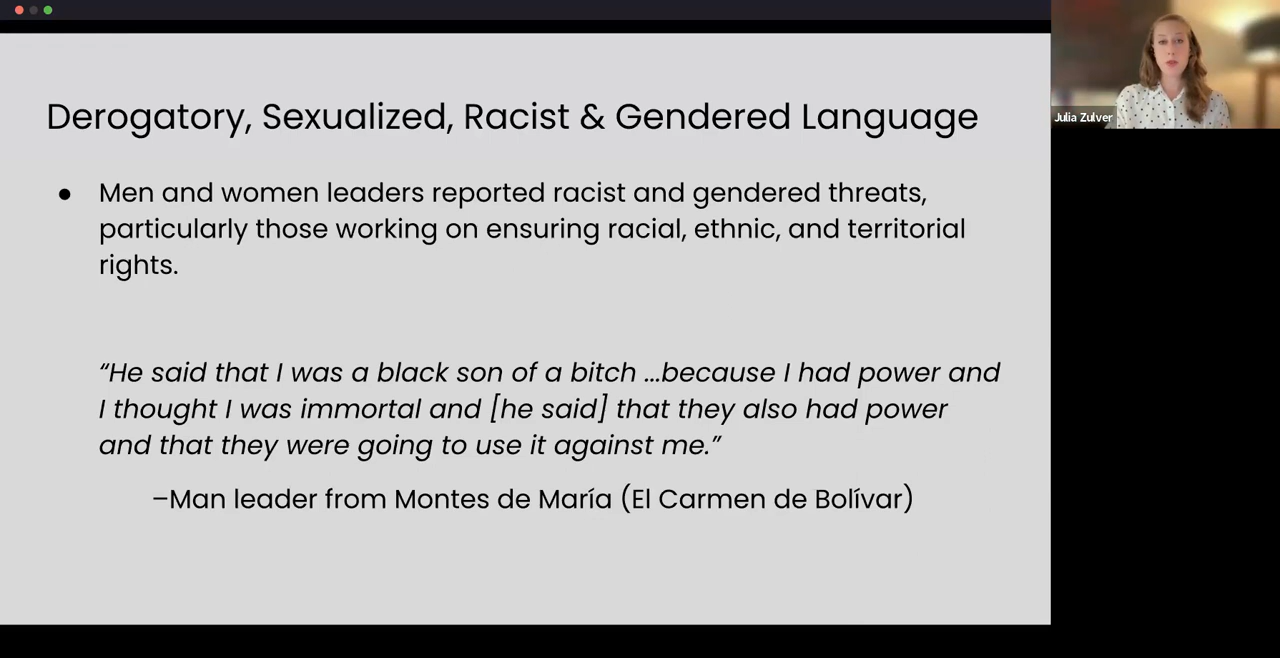 Derogatory, Sexualized, Racist & Gendered Language
● Men and women leaders reported racist and gendered threats,
particularly those working on ensuring racial, ethnic, and territorial
rights.
“He said that I was a black son of a bitch ...because I had power and
I thought I was immortal and [he said] that they also had power
and that they were going to use it against me.”
–Man leader from Montes de María (El Carmen de Bolívar)
Julia Zulver